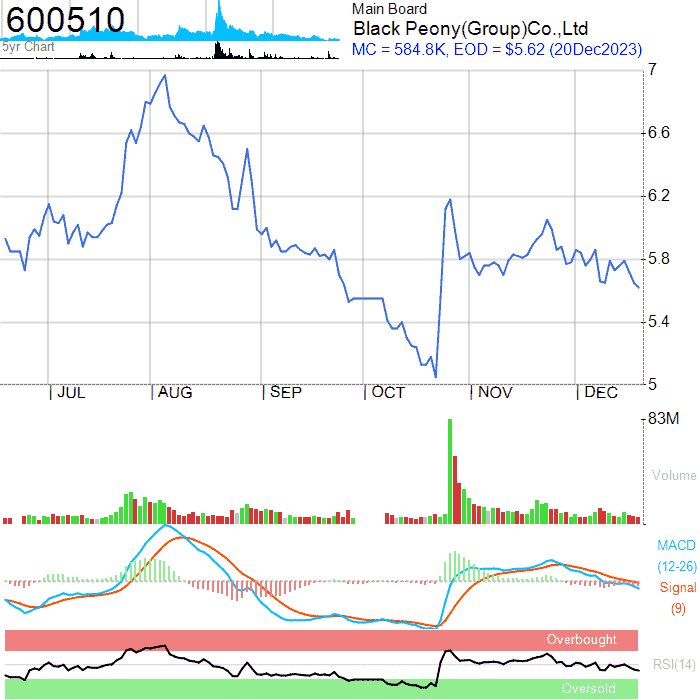 600510
5yr Chart
Main Board
Black Peony(Group)Co.,Ltd
MC = 584.8K, EOD = $5.62 (20Dec2023)
7
6.6
6.2
5.8
5.4
5
JUL AUG SEP OCT NOV DEC
83M
Volume
MACD
(12-26)
Signal
(9)
Overbought
RSI(14)
Oversold